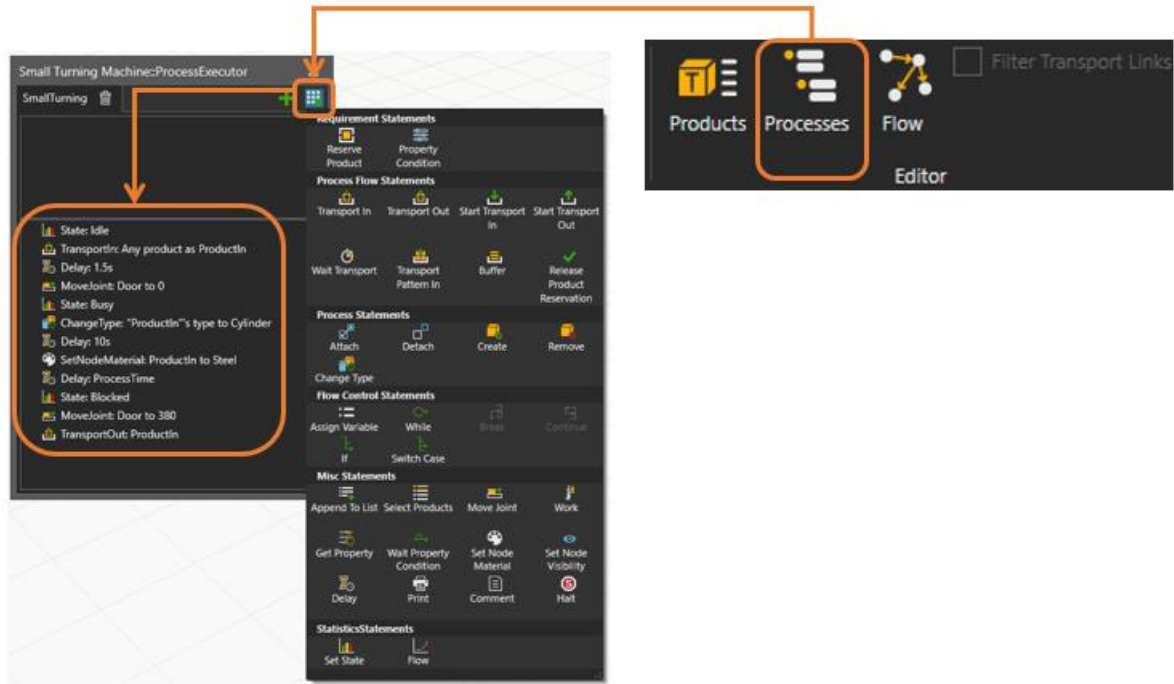 Small Turning Machine::ProcessExecutor
SmallTurning
State: Idle
TransportIn: Any product as ProductIn
Delay: 1.5s
MoveJoint: Door to 0
State: Busy
ChangeType: "ProductIn"'s type to Cylinder
Delay: 10s
SetNodeMaterial: ProductIn to Steel
Delay: ProcessTime
State: Blocked
MoveJoint: Door to 380
TransportOut: ProductIn
Requirement Statements
Reserve Property
Product Condition
Process Flow Statements
Transport In Transport Out Start Transport Start Transport
In Out
Wait Transport Transport Buffer Release
Pattern In Product
Reservation
Process Statements
Attach Detach Create Remove
Change Type
Flow Control Statements
Assign Variable While Break Continue
If Switch Case
Misc Statements
Append To List Select Products Move Joint Work
Get Property Wait Property Set Node Set Node
Condition Material Visibility
Delay Print Comment Halt
StatisticsStatements
Set State Flow
Filter Transport Links
T
Products Processes Flow
Editor